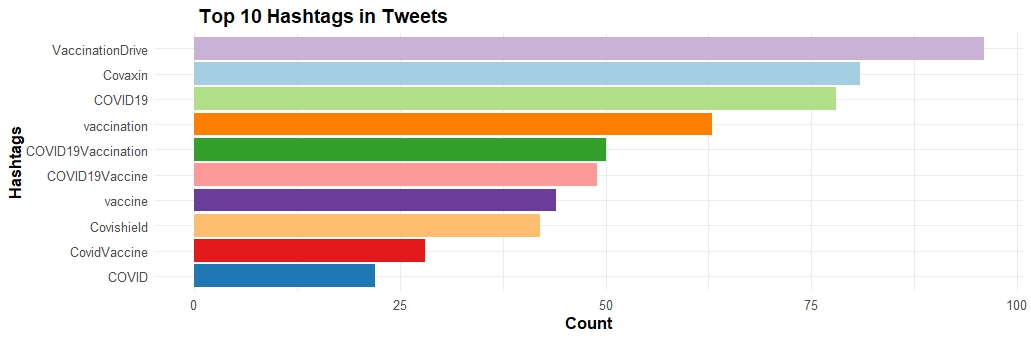 Top 10 Hashtags in Tweets
Hashtags
VaccinationDrive
Covaxin
COVID19
vaccination
COVID19Vaccination
COVID19Vaccine
vaccine
Covishield
CovidVaccine
COVID
0 25 50 75 100
Count